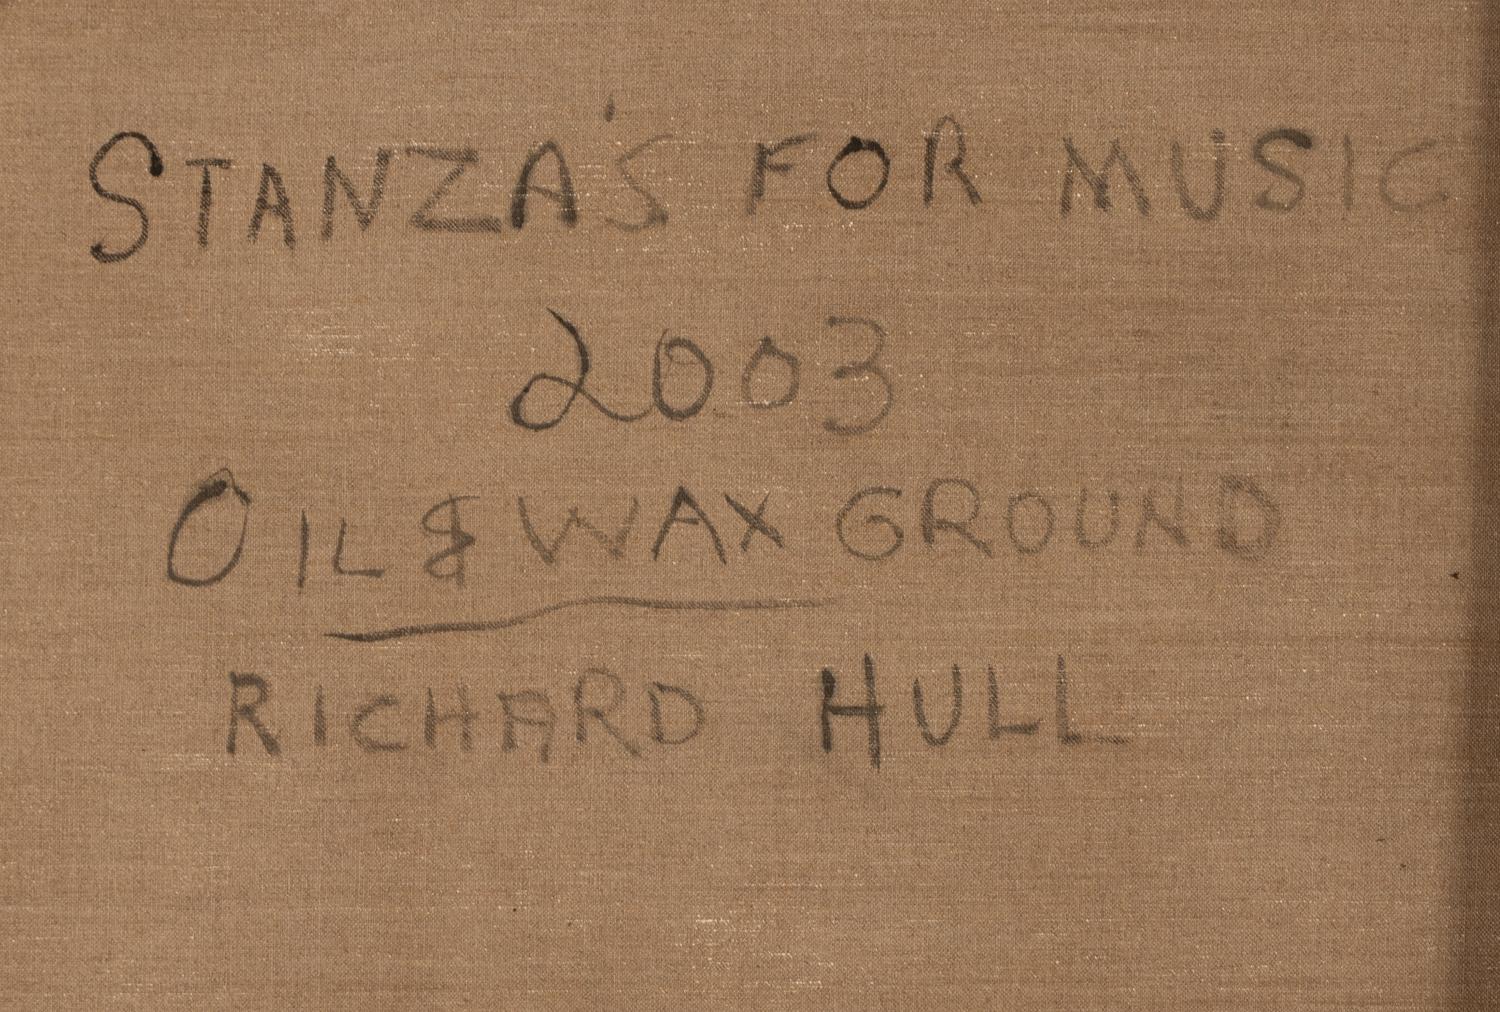 STANZA'S FOR MUSIC
2003
OIL & WAX GROUND
RICHARD HULL